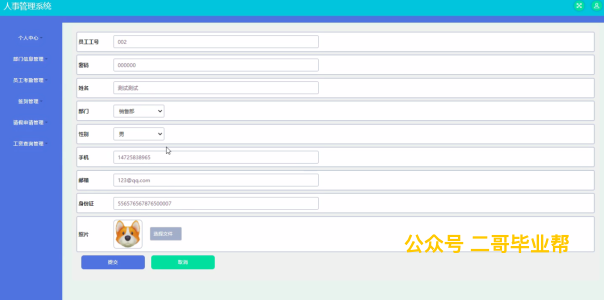 人事管理系统
个人中心
部门信息管理
员工考勤管理
签到管理
请假申请管理
工资查询管理
员工工号 002
密码 000000
姓名 测试测试
部门 销售部
性别 男
手机 14725838965
邮箱 123@qq.com
身份证 556576567876500007
照片 选择文件
公众号 二哥毕业帮
提交 取消